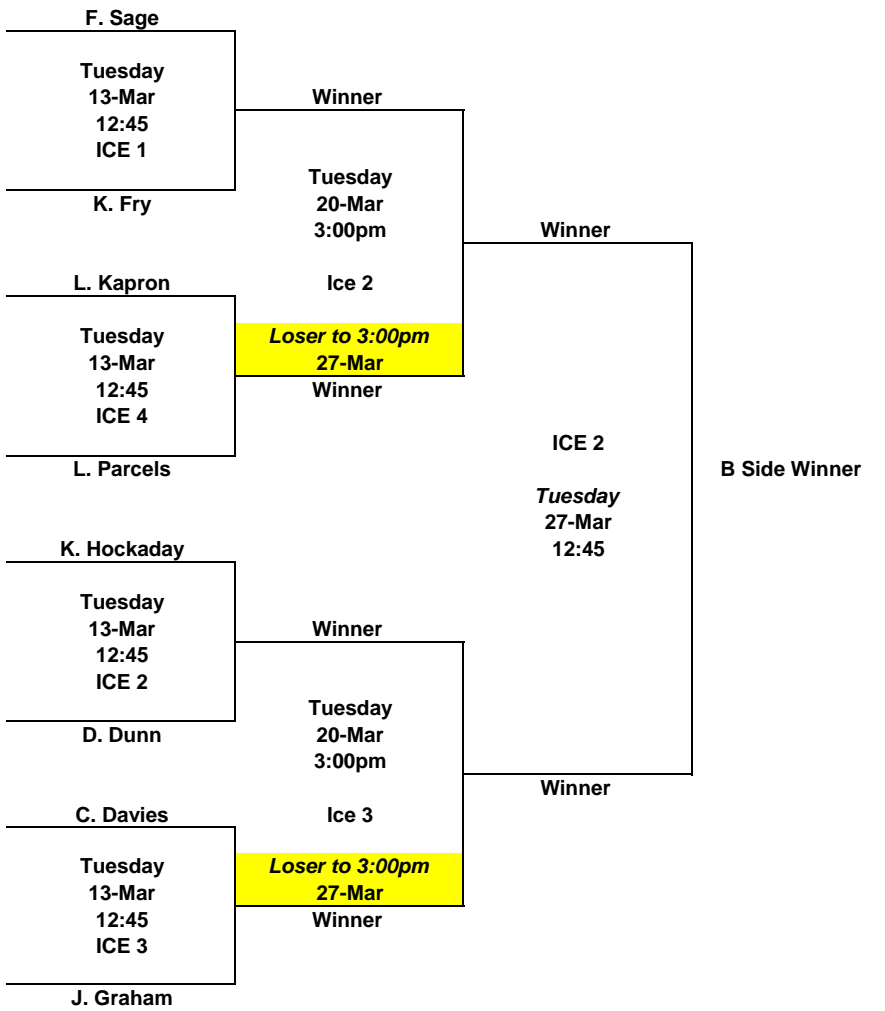 F. Sage
Tuesday
13-Mar
12:45
ICE 1
K. Fry
L. Kapron
Tuesday
13-Mar
12:45
ICE 4
L. Parcels
K. Hockaday
Tuesday
13-Mar
12:45
ICE 2
D. Dunn
C. Davies
Tuesday
13-Mar
12:45
ICE 3
J. Graham
Winner
Tuesday
20-Mar
3:00pm
Ice 2
Loser to 3:00pm
27-Mar
Winner
Winner
Tuesday
20-Mar
3:00pm
Ice 3
Loser to 3:00pm
27-Mar
Winner
Winner
ICE 2
Tuesday
27-Mar
12:45
Winner
B Side Winner